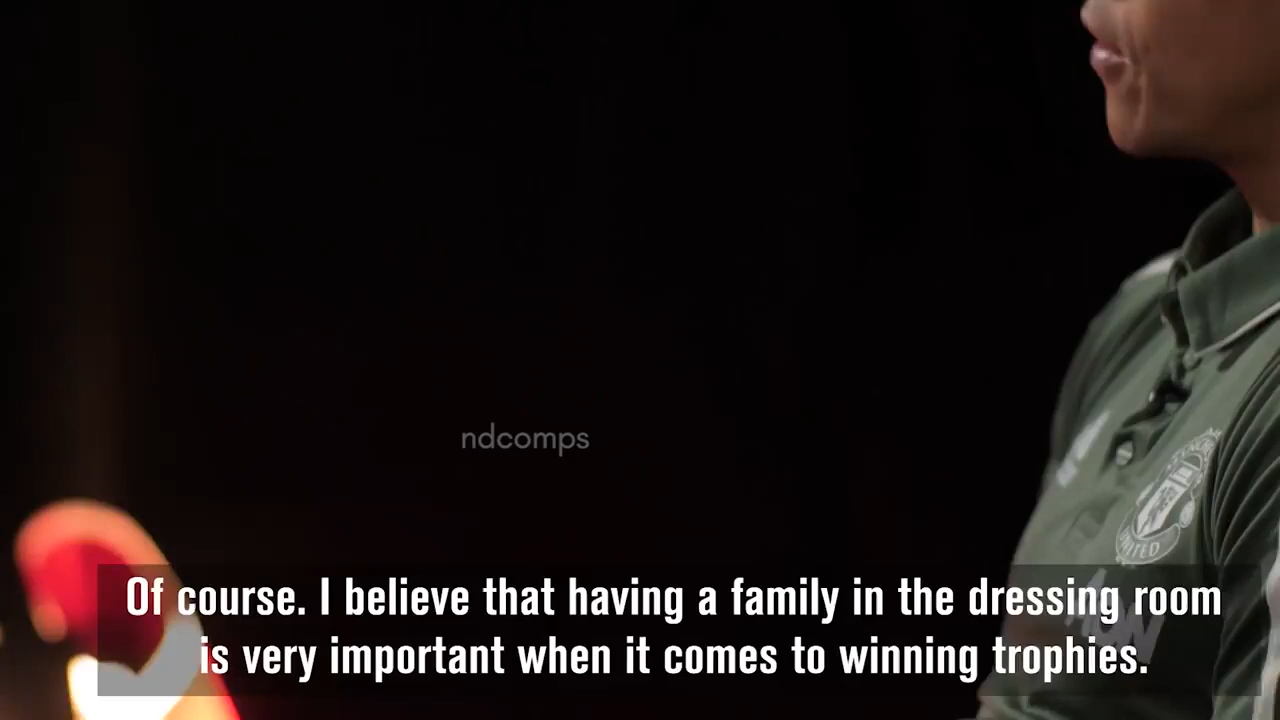 ndcomps
UNITED
Of course. I believe that having a family in the dressing room
is very important when it comes to winning trophies.